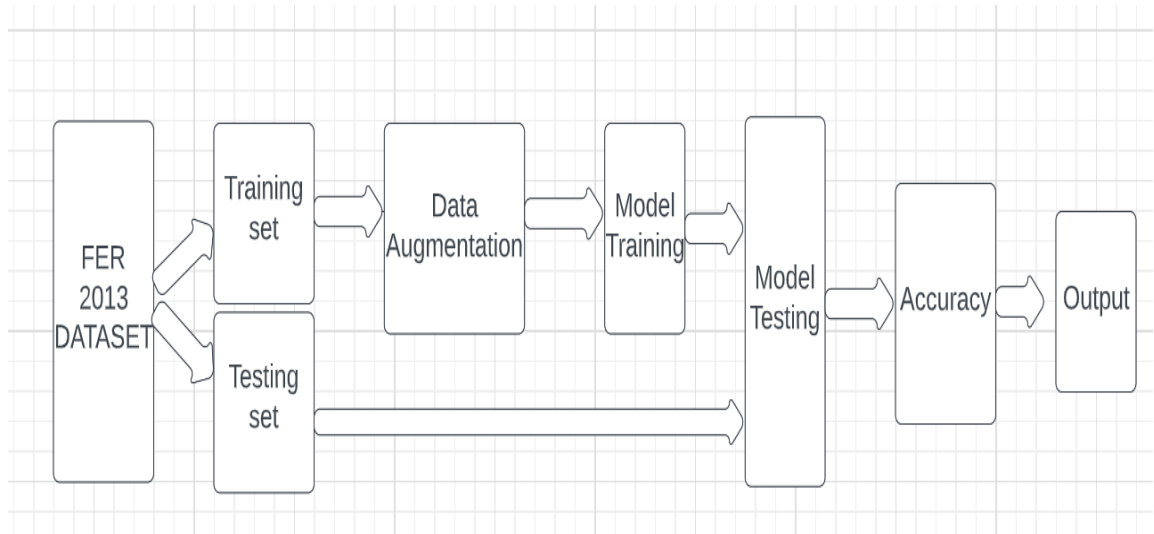 FER
2013
DATASET
Training
set
Testing
set
Data
Augmentation
Model
Training
Model
Testing
Accuracy
Output